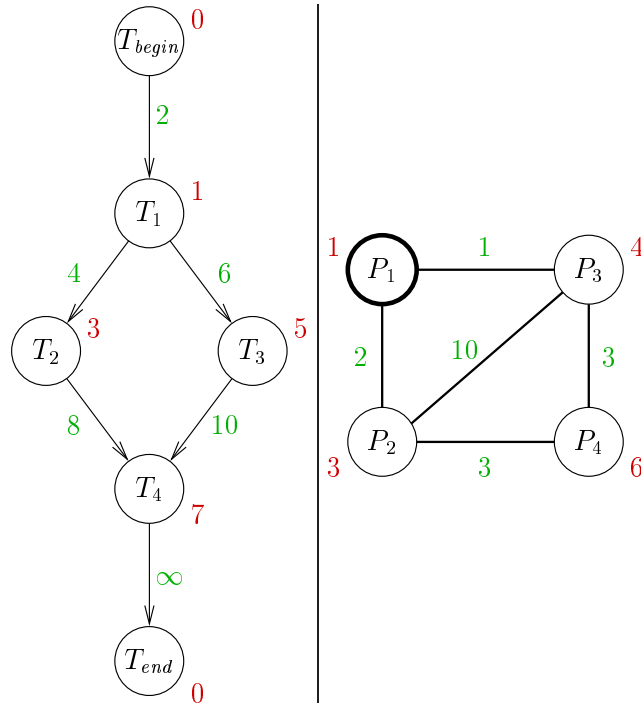 T_begin 0
2
T_1 1
4 6
T_2 3 T_3 5
8 10
T_4 7
∞
T_end 0
1 P_1 1 P_3 4
2 10 3
3 P_2 3 P_4 6